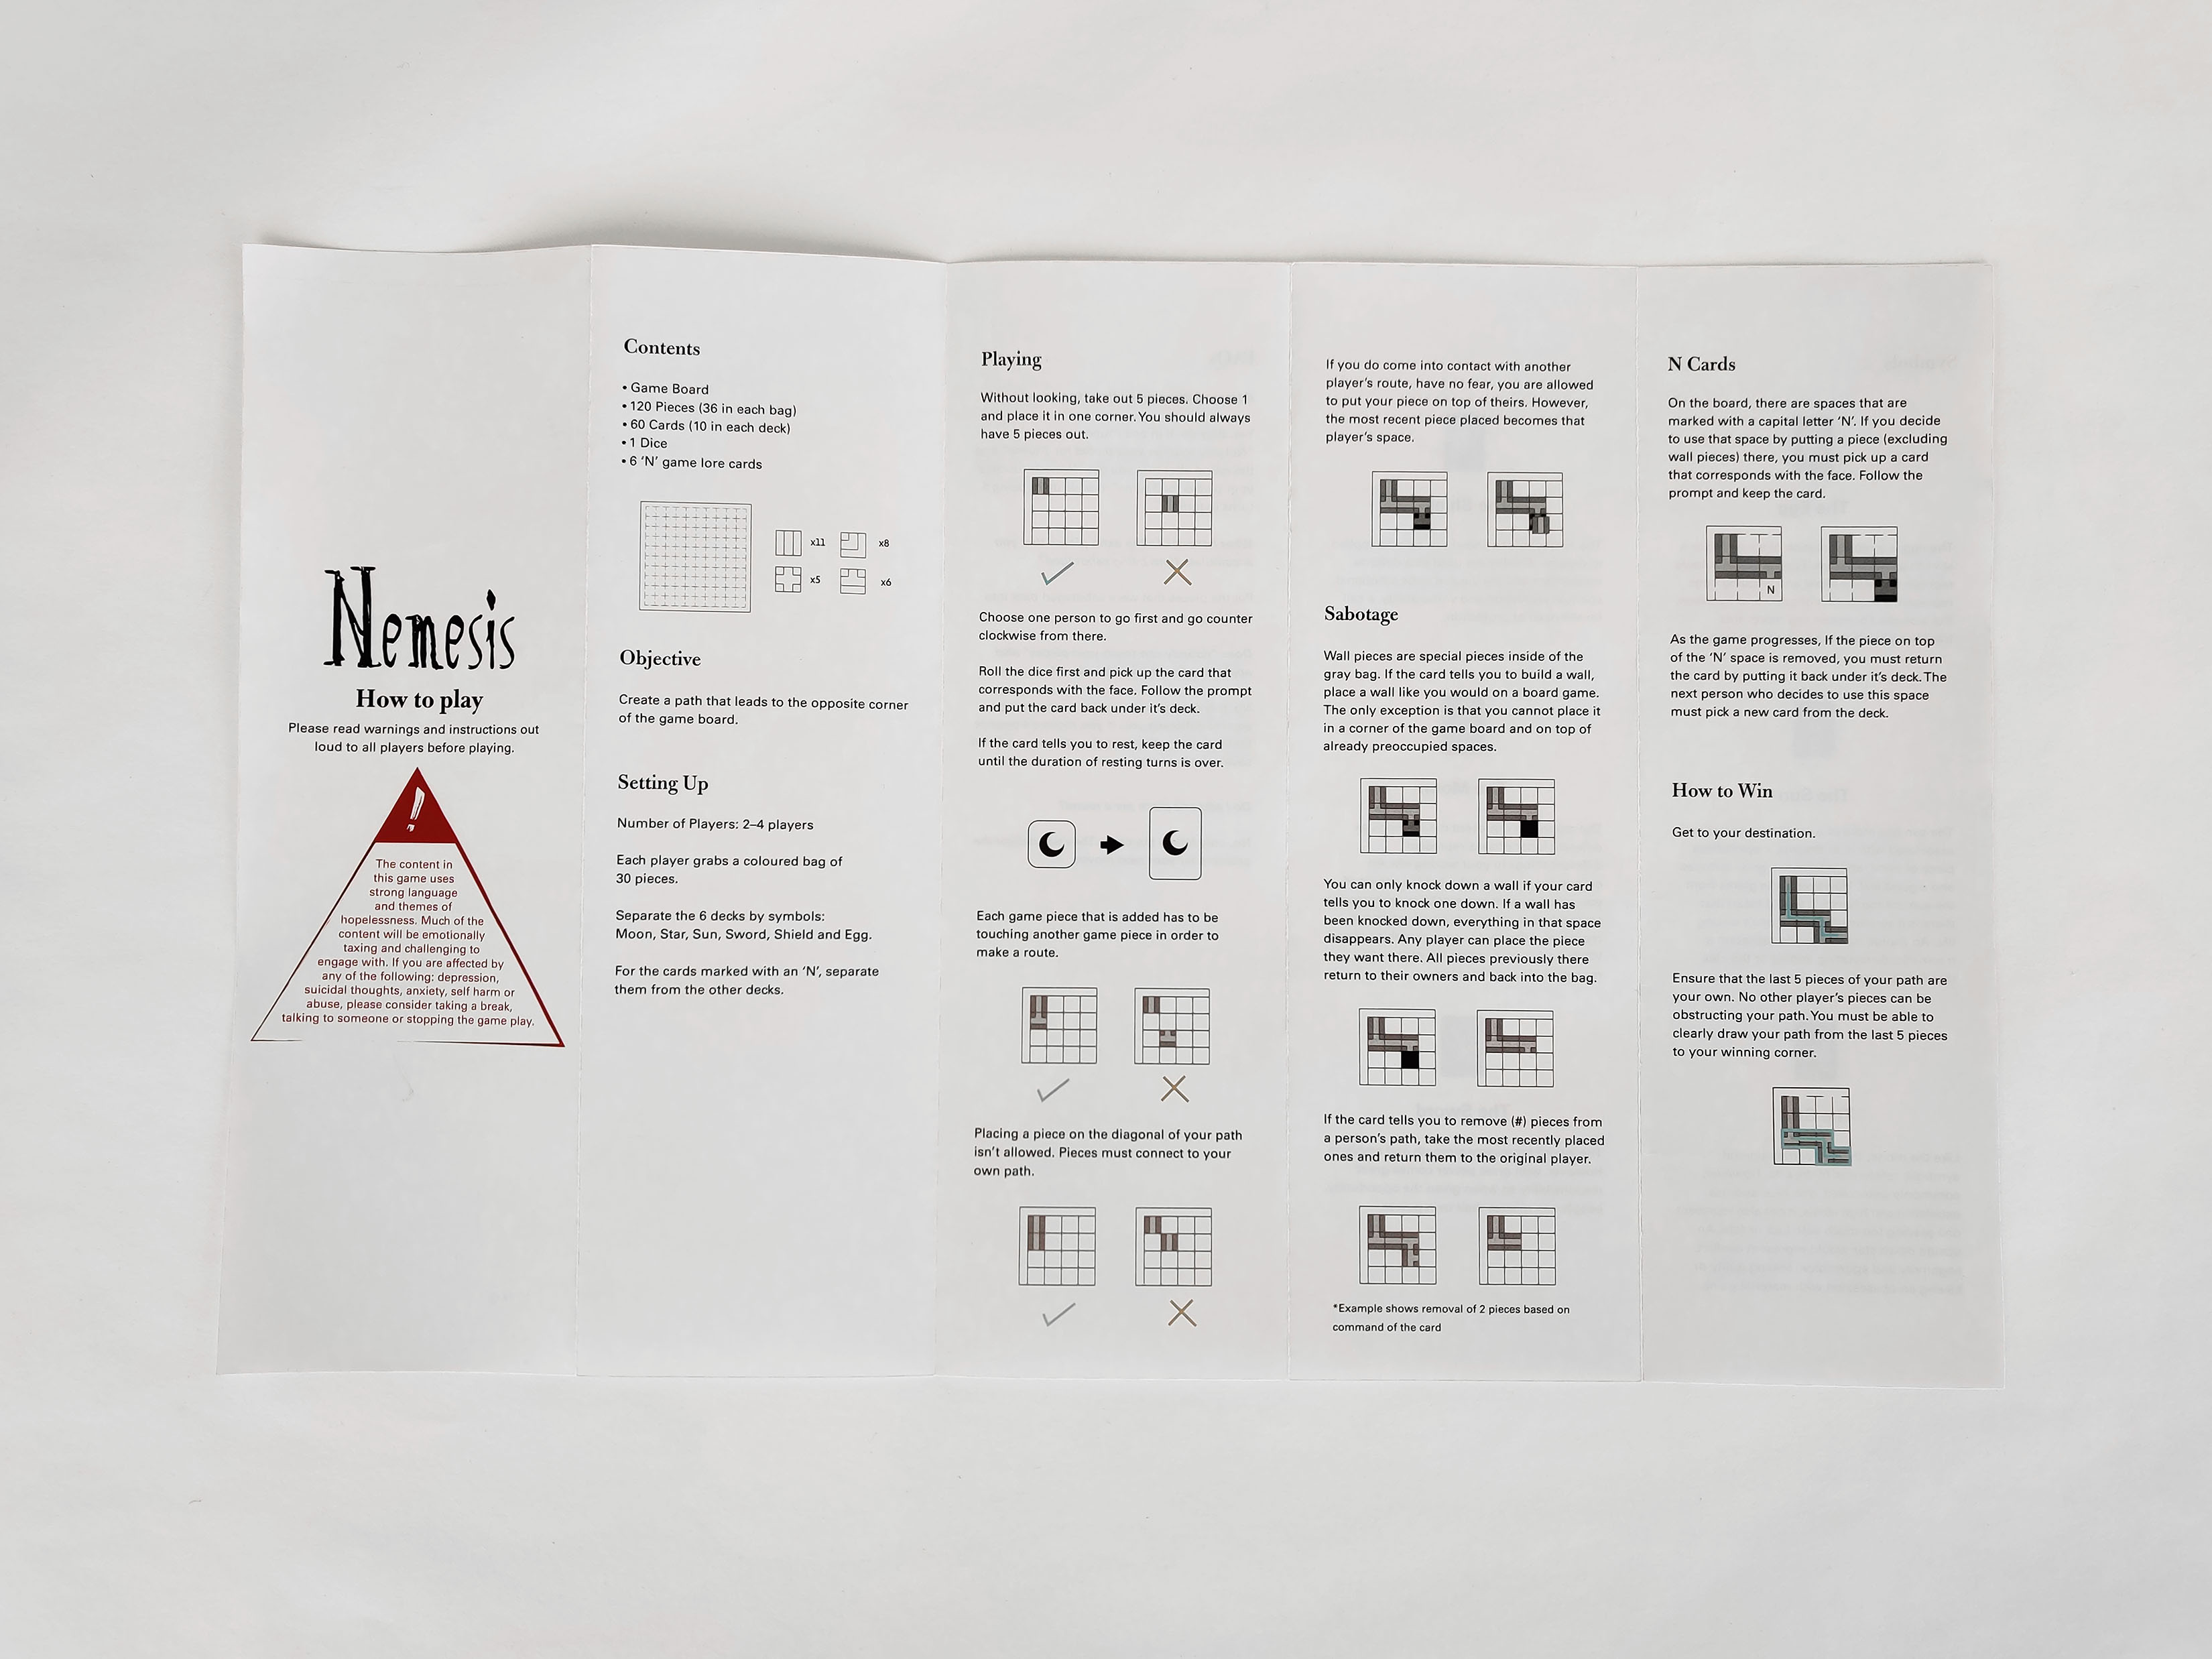 Nemesis
How to play
Please read warnings and instructions out
loud to all players before playing.
!
The content in
this game uses
strong language
and themes of
hopelessness. Much of the
content will be emotionally
taxing and challenging to
engage with. If you are affected by
any of the following: depression,
suicidal thoughts, anxiety, self harm or
abuse, please consider taking a break,
talking to someone or stopping the game play.
Contents
• Game Board
• 120 Pieces (36 in each bag)
• 60 Cards (10 in each deck)
• 1 Dice
• 6 ‘N’ game lore cards
x11
x8
x5
x6
Objective
Create a path that leads to the opposite corner
of the game board.
Setting Up
Number of Players: 2–4 players
Each player grabs a coloured bag of
30 pieces.
Separate the 6 decks by symbols:
Moon, Star, Sun, Sword, Shield and Egg.
For the cards marked with an ‘N’, separate
them from the other decks.
Playing
Without looking, take out 5 pieces. Choose 1
and place it in one corner. You should always
have 5 pieces out.
Choose one person to go first and go counter
clockwise from there.
Roll the dice first and pick up the card that
corresponds with the face. Follow the prompt
and put the card back under it’s deck.
If the card tells you to rest, keep the card
until the duration of resting turns is over.
Each game piece that is added has to be
touching another game piece in order to
make a route.
Placing a piece on the diagonal of your path
isn’t allowed. Pieces must connect to your
own path.
If you do come into contact with another
player’s route, have no fear, you are allowed
to put your piece on top of theirs. However,
the most recent piece placed becomes that
player’s space.
Sabotage
Wall pieces are special pieces inside of the
gray bag. If the card tells you to build a wall,
place a wall like you would on a board game.
The only exception is that you cannot place it
in a corner of the game board and on top of
already preoccupied spaces.
You can only knock down a wall if your card
tells you to knock one down. If a wall has
been knocked down, everything in that space
disappears. Any player can place the piece
they want there. All pieces previously there
return to their owners and back into the bag.
If the card tells you to remove (#) pieces from
a person’s path, take the most recently placed
ones and return them to the original player.
*Example shows removal of 2 pieces based on
command of the card
N Cards
On the board, there are spaces that are
marked with a capital letter ‘N’. If you decide
to use that space by putting a piece (excluding
wall pieces) there, you must pick up a card
that corresponds with the face. Follow the
prompt and keep the card.
N
As the game progresses, If the piece on top
of the ‘N’ space is removed, you must return
the card by putting it back under it’s deck. The
next person who decides to use this space
must pick a new card from the deck.
How to Win
Get to your destination.
Ensure that the last 5 pieces of your path are
your own. No other player’s pieces can be
obstructing your path. You must be able to
clearly draw your path from the last 5 pieces
to your winning corner.